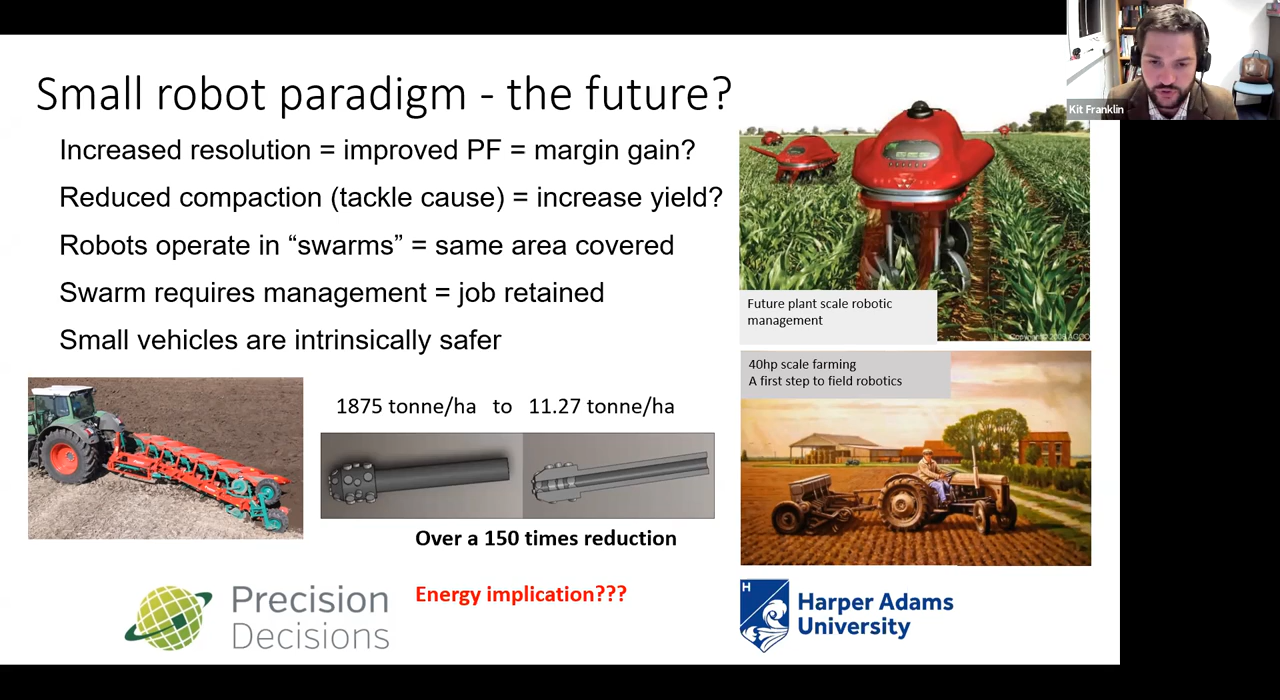 Small robot paradigm - the future?
Kit Franklin
Increased resolution = improved PF = margin gain?
Reduced compaction (tackle cause) = increase yield?
Robots operate in “swarms” = same area covered
Swarm requires management = job retained
Small vehicles are intrinsically safer
Future plant scale robotic
management
Copyright © 2009 AGCO
40hp scale farming
A first step to field robotics
1875 tonne/ha to 11.27 tonne/ha
Over a 150 times reduction
Energy implication???
Precision
Decisions
H
Harper Adams
University